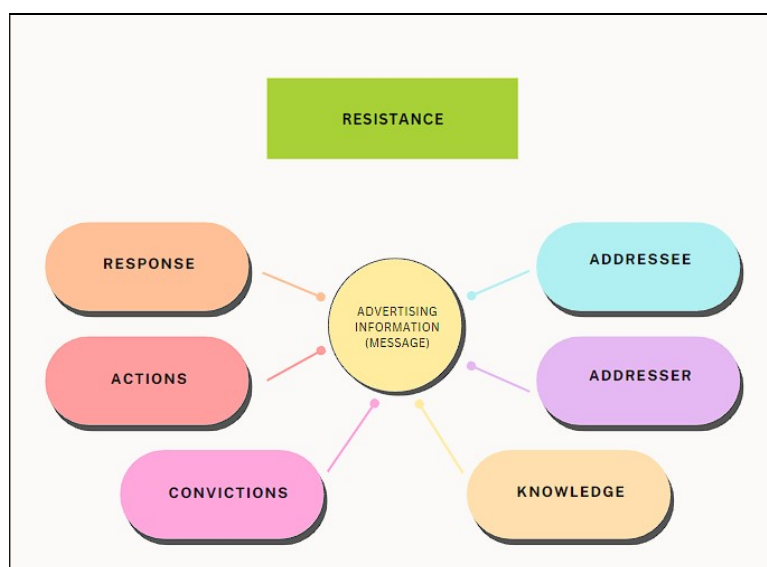 RESISTANCE
RESPONSE
ADDRESSEE
ADVERTISING
INFORMATION
(MESSAGE)
ACTIONS
ADDRESSER
CONVICTIONS
KNOWLEDGE